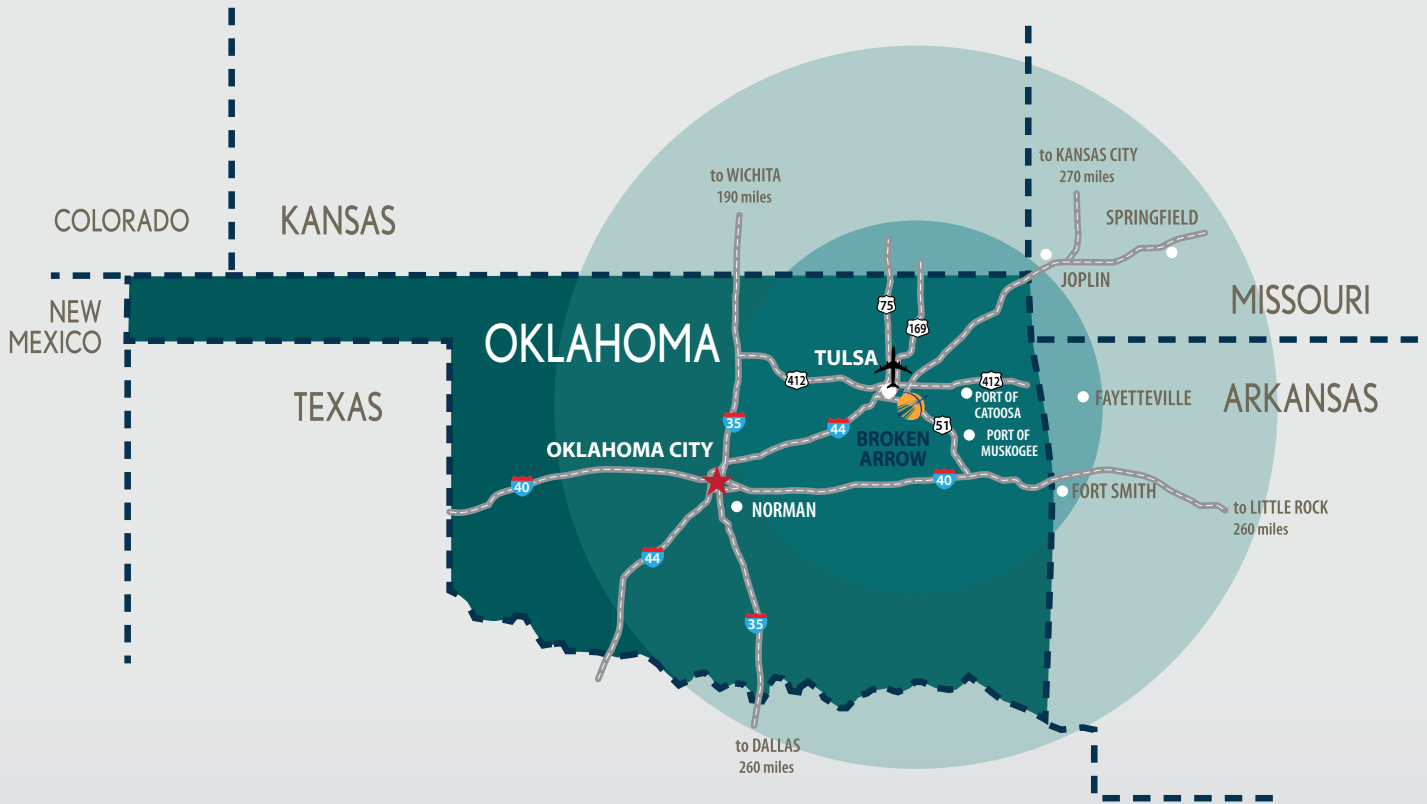 to KANSAS CITY
270 miles
to WICHITA
190 miles
COLORADO
KANSAS
SPRINGFIELD
JOPLIN
NEW
MEXICO
MISSOURI
75
169
OKLAHOMA
TULSA
412
412
PORT OF
CATOOSA
FAYETTEVILLE
ARKANSAS
TEXAS
35
44
51
BROKEN
ARROW
PORT OF
MUSKOGEE
OKLAHOMA CITY
40
40
FORT SMITH
NORMAN
to LITTLE ROCK
260 miles
44
35
to DALLAS
260 miles